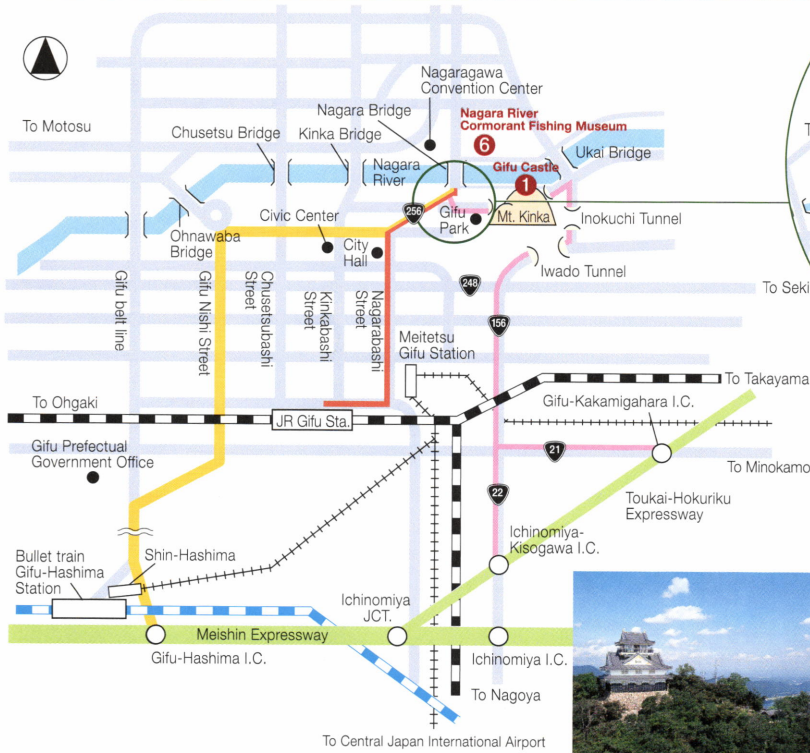 Nagaragawa
Convention Center
Nagara Bridge
Nagara River
Cormorant Fishing Museum
6
To Motosu
Chusetsu Bridge
Kinka Bridge
Ukai Bridge
Nagara
River
Gifu Castle
1
256
Gifu
Park
Mt. Kinka
Inokuchi Tunnel
Civic Center
Ohnawaba
Bridge
City
Hall
Iwado Tunnel
Gifu belt line
Gifu Nishi Street
Chusetsubashi
Street
Kinkabashi
Street
Nagarabashi
Street
248
To Seki
156
Meitetsu
Gifu Station
To Takayama
To Ohgaki
JR Gifu Sta.
Gifu-Kakamigahara I.C.
Gifu Prefectual
Government Office
21
To Minokamo
22
Toukai-Hokuriku
Expressway
Ichinomiya-
Kisogawa I.C.
Bullet train
Gifu-Hashima
Station
Shin-Hashima
Ichinomiya
JCT.
Meishin Expressway
Gifu-Hashima I.C.
Ichinomiya I.C.
To Nagoya
To Central Japan International Airport